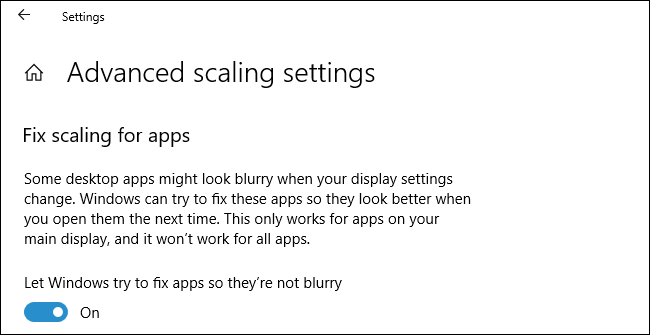 Settings
Advanced scaling settings
Fix scaling for apps
Some desktop apps might look blurry when your display settings
change. Windows can try to fix these apps so they look better when
you open them the next time. This only works for apps on your
main display, and it won’t work for all apps.
Let Windows try to fix apps so they’re not blurry
On